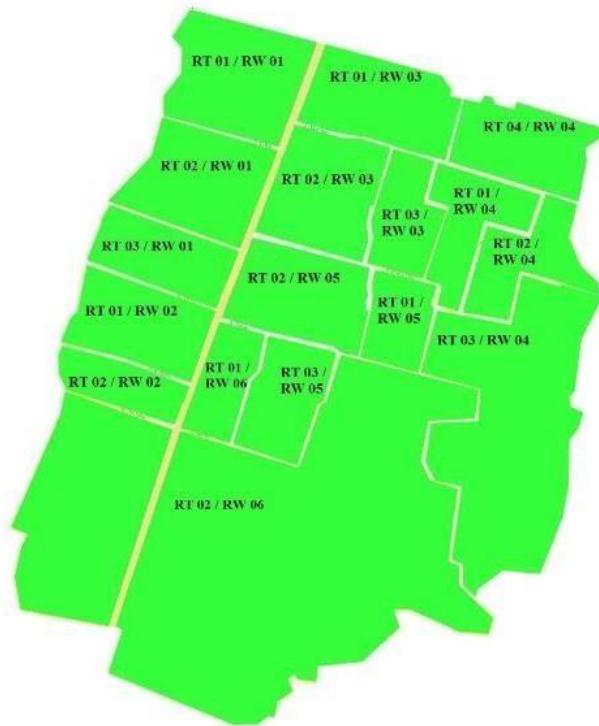 RT 01 / RW 01
RT 01 / RW 03
RT 04 / RW 04
RT 02 / RW 01
RT 02 / RW 03
RT 01 /
RW 04
RT 03 /
RW 03
RT 02 /
RW 04
RT 03 / RW 01
RT 02 / RW 05
RT 01 / RW 02
RT 01 /
RW 05
RT 03 / RW 04
RT 02 / RW 02
RT 01 /
RW 06
RT 03 /
RW 05
RT 02 / RW 06